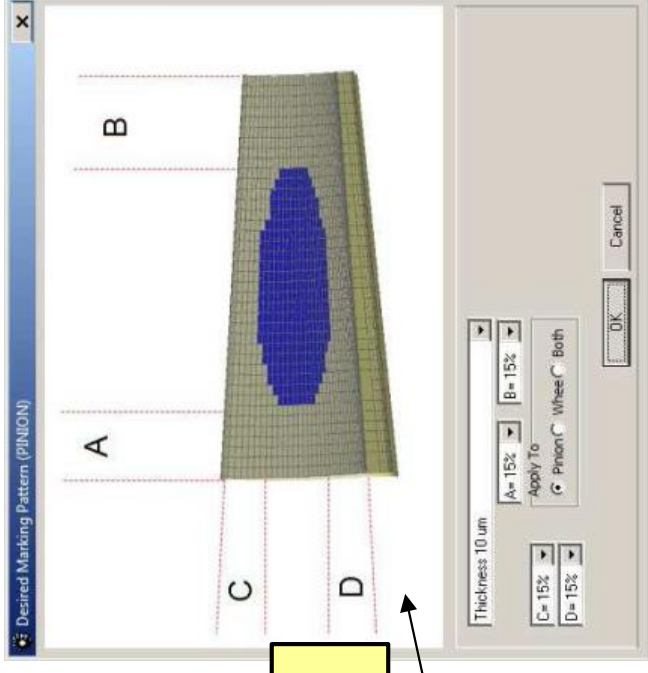 Desired Marking Pattern (PINION)
A
B
C
D
Thickness 10 um
A= 15%
B= 15%
C= 15%
D= 15%
Apply To
Pinion
Whee
Both
OK
Cancel